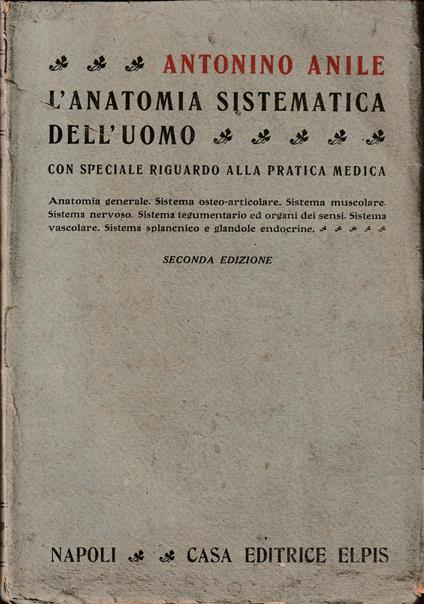 ANTONINO ANILE
L'ANATOMIA SISTEMATICA
DELL'UOMO
CON SPECIALE RIGUARDO ALLA PRATICA MEDICA
Anatomia generale. Sistema osteo-articolare. Sistema muscolare.
Sistema nervoso. Sistema tegumentario ed organi dei sensi. Sistema
vascolare. Sistema splancnico e glandole endocrine.
SECONDA EDIZIONE
NAPOLI CASA EDITRICE ELPIS